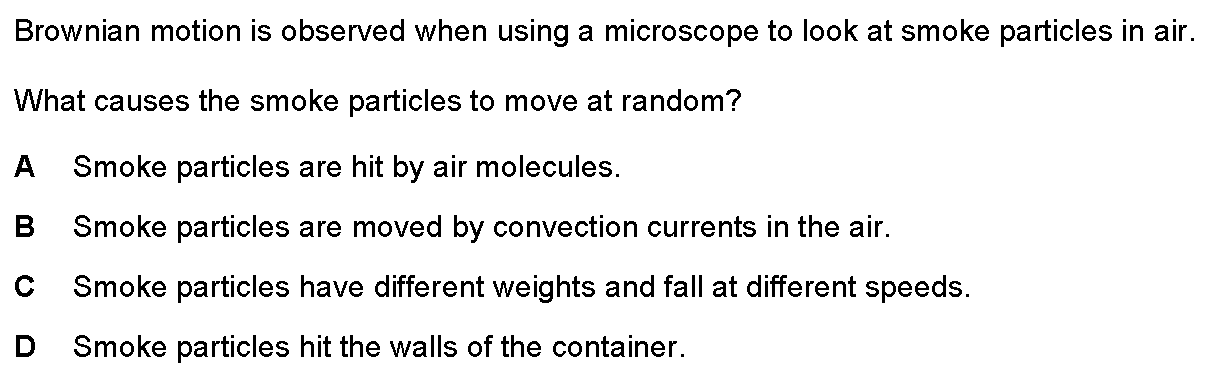 Brownian motion is observed when using a microscope to look at smoke particles in air.
What causes the smoke particles to move at random?
A Smoke particles are hit by air molecules.
B Smoke particles are moved by convection currents in the air.
C Smoke particles have different weights and fall at different speeds.
D Smoke particles hit the walls of the container.